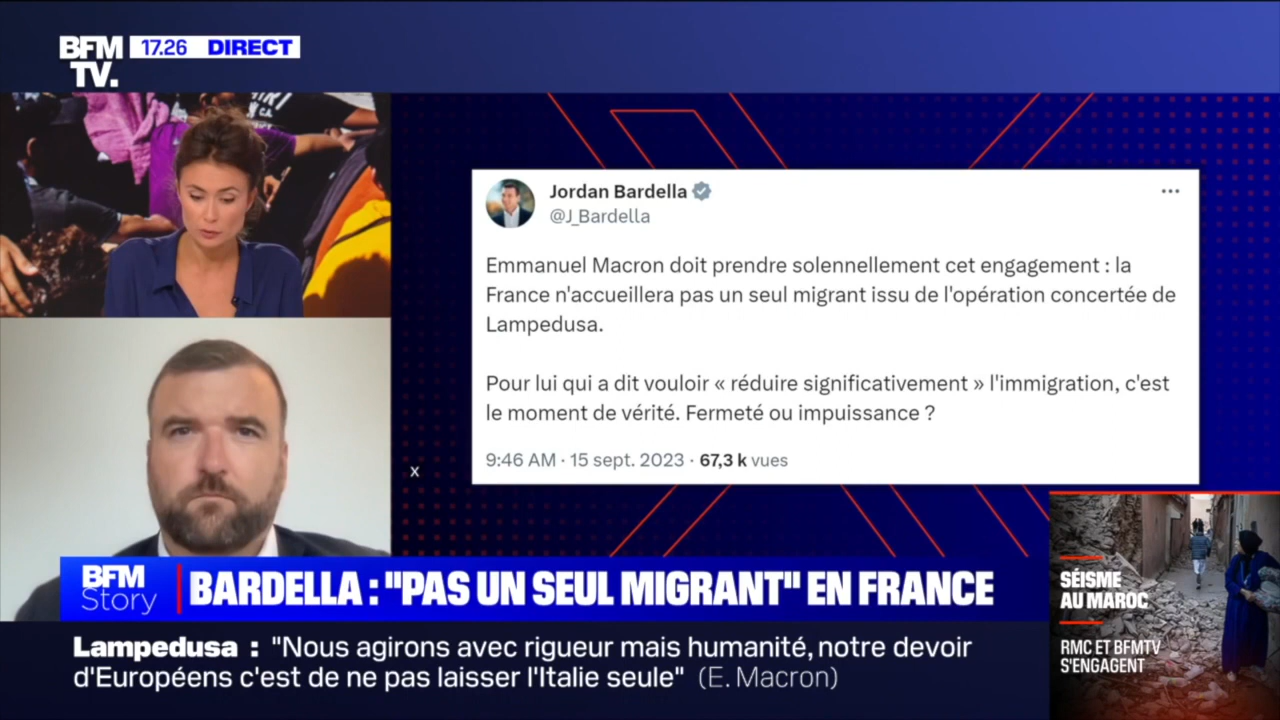 BFM
TV.
17.26 DIRECT
Jordan Bardella
@J_Bardella
Emmanuel Macron doit prendre solennellement cet engagement : la
France n'accueillera pas un seul migrant issu de l'opération concertée de
Lampedusa.
Pour lui qui a dit vouloir « réduire significativement » l'immigration, c'est
le moment de vérité. Fermeté ou impuissance ?
9:46 AM · 15 sept. 2023 · 67,3 k vues
X
BFM
Story
BARDELLA : "PAS UN SEUL MIGRANT" EN FRANCE
Lampedusa : "Nous agirons avec rigueur mais humanité, notre devoir
d'Européens c'est de ne pas laisser l'Italie seule" (E. Macron)
SÉISME
AU MAROC
RMC ET BFMTV
S'ENGAGENT